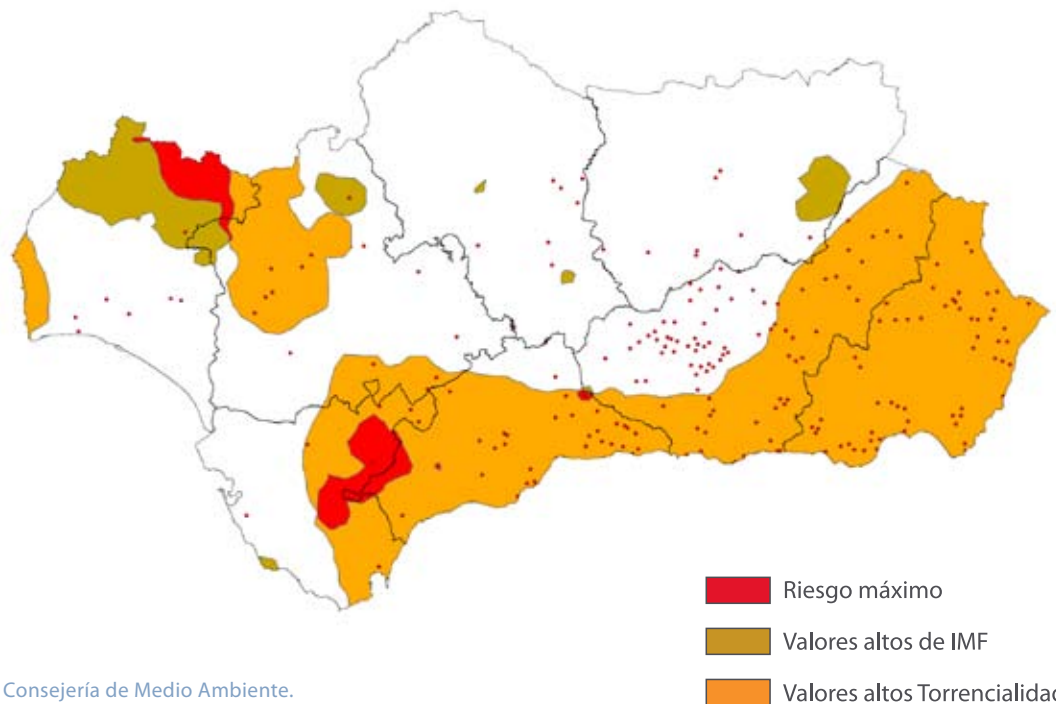 Riesgo máximo
Valores altos de IMF
Valores altos Torrencialidad
Consejería de Medio Ambiente.